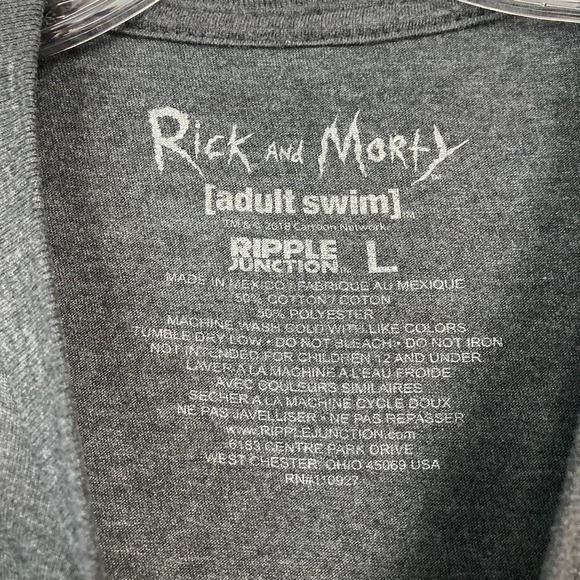 Rick And Morty
TM
[adult swim]TM
TM & © 2018 Cartoon Network.
RIPPLE
JUNCTION L
MADE IN MEXICO / FABRIQUE AU MEXIQUE
50% COTTON / COTON
50% POLYESTER
MACHINE WASH COLD WITH LIKE COLORS
TUMBLE DRY LOW • DO NOT BLEACH • DO NOT IRON
NOT INTENDED FOR CHILDREN 12 AND UNDER
LAVER A LA MACHINE A L'EAU FROIDE
AVEC COULEURS SIMILAIRES
SECHER A LA MACHINE CYCLE DOUX
NE PAS JAVELLISER • NE PAS REPASSER
www.RIPPLEJUNCTION.com
6183 CENTRE PARK DRIVE
WEST CHESTER, OHIO 45069 USA
RN#110927